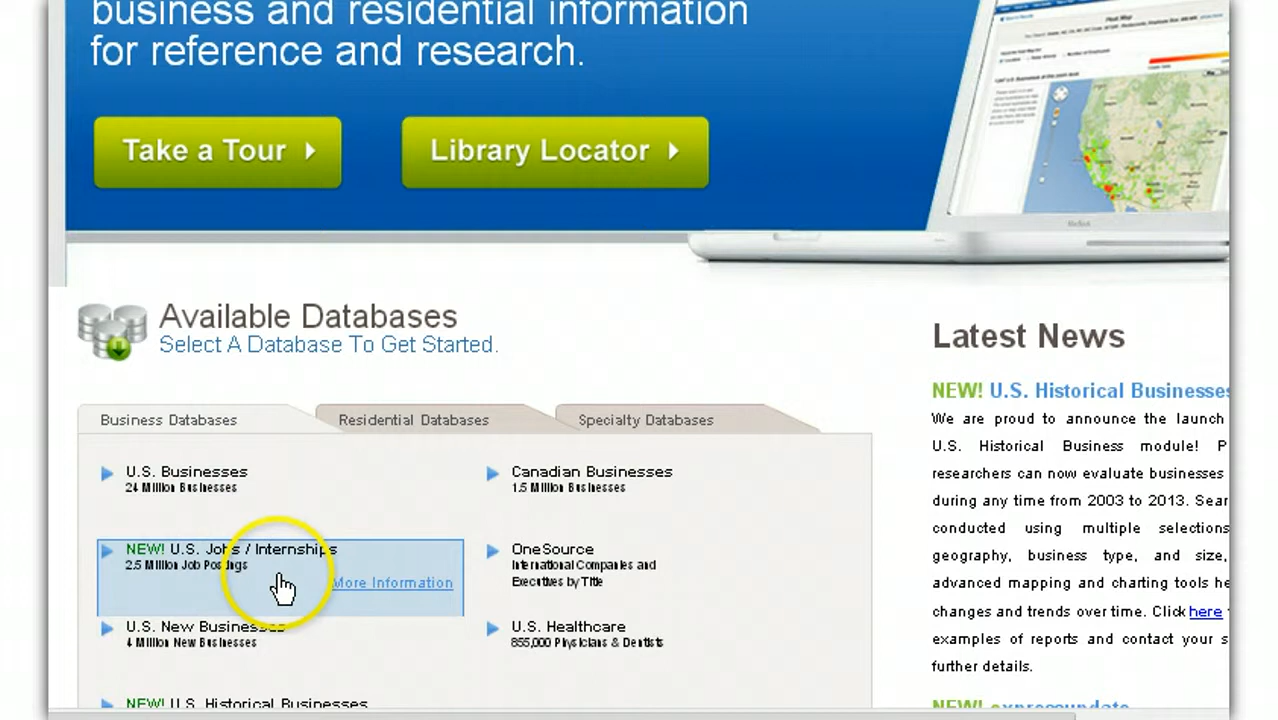 business and residential information
for reference and research.
Take a Tour
Library Locator
Available Databases
Select A Database To Get Started.
Business Databases
Residential Databases
Specialty Databases
U.S. Businesses
24 Million Businesses
Canadian Businesses
1.5 Million Businesses
NEW! U.S. Jobs / Internships
2.5 Million Job Postings
More Information
OneSource
International Companies and
Executives by Title
U.S. New Businesses
4 Million New Businesses
U.S. Healthcare
855,000 Physicians & Dentists
NEW! U.S. Historical Businesses
Latest News
NEW! U.S. Historical Businesses
We are proud to announce the launch
U.S. Historical Business module! P
researchers can now evaluate businesses
during any time from 2003 to 2013. Sear
conducted using multiple selections
geography, business type, and size,
advanced mapping and charting tools he
changes and trends over time. Click here
examples of reports and contact your s
further details.
NEW! expressupdate